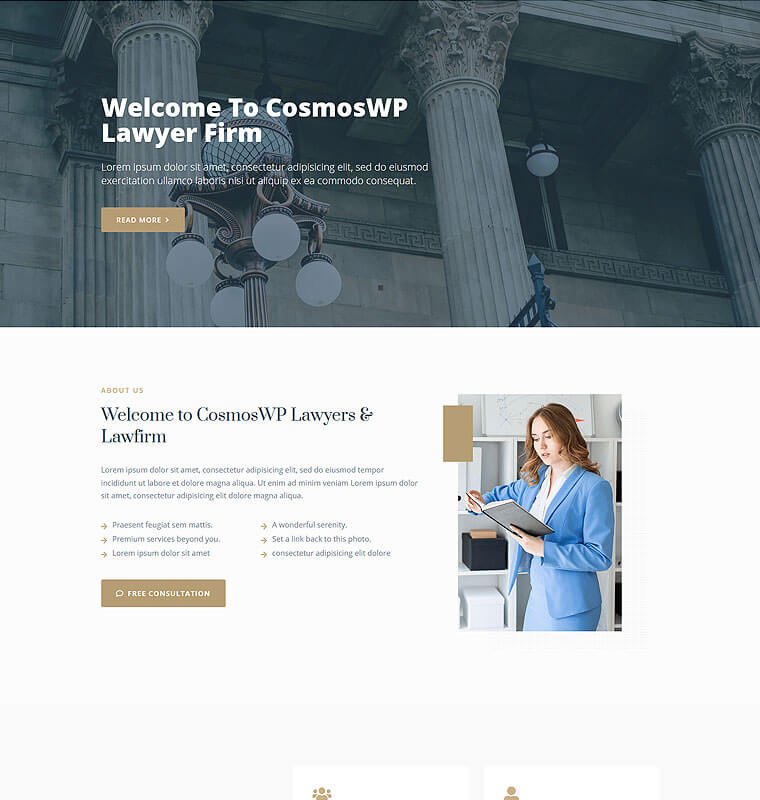 Welcome To CosmosWP
Lawyer Firm
Lorem ipsum dolor sit amet, consectetur adipisicing elit, sed do eiusmod
exercitation ullamco laboris nisi ut aliquip ex ea commodo consequat.
READ MORE
ABOUT US
Welcome to CosmosWP Lawyers &
Lawfirm
Lorem ipsum dolor sit amet, consectetur adipisicing elit, sed do eiusmod tempor
incididunt ut labore et dolore magna aliqua. Ut enim ad minim veniam Lorem ipsum dolor
sit amet, consectetur adipisicing elit dolore magna aliqua.
Praesent feugiat sem mattis.
A wonderful serenity.
Premium services beyond you.
Set a link back to this photo.
Lorem ipsum dolor sit amet
consectetur adipisicing elit dolore
FREE CONSULTATION